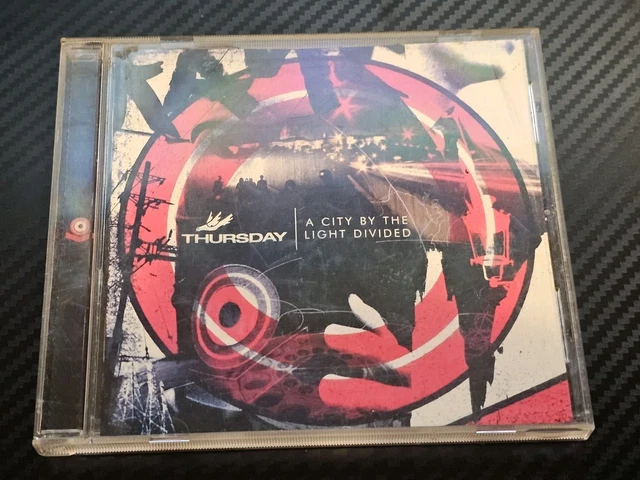 THURSDAY
A CITY BY THE
LIGHT DIVIDED